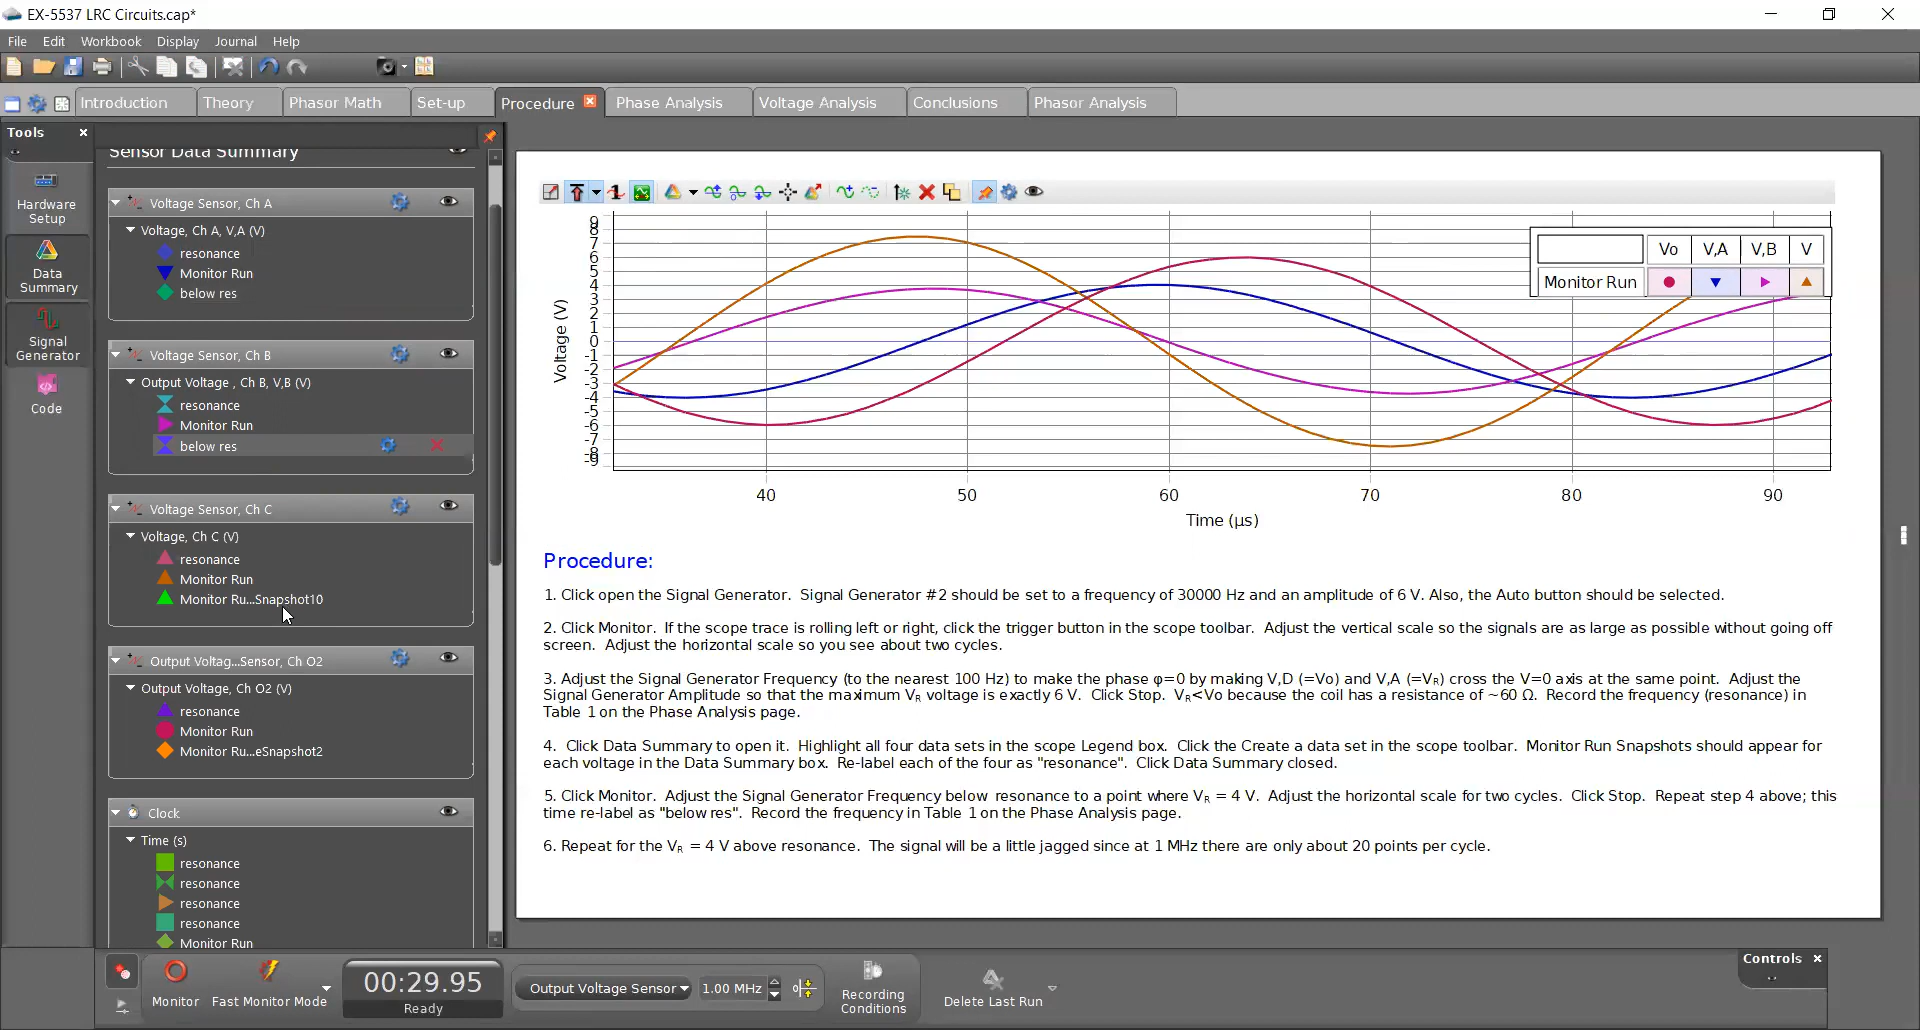 EX-5537 LRC Circuits.cap*
File Edit Workbook Display Journal Help
Introduction Theory Phasor Math Set-up Procedure Phase Analysis Voltage Analysis Conclusions Phasor Analysis
Tools
Hardware
Setup
Data
Summary
Signal
Generator
Code
Sensor Data Summary
Voltage Sensor, Ch A
Voltage, Ch A, V,A (V)
resonance
Monitor Run
below res
Voltage Sensor, Ch B
Output Voltage , Ch B, V,B (V)
resonance
Monitor Run
below res
Voltage Sensor, Ch C
Voltage, Ch C (V)
resonance
Monitor Run
Monitor Ru...Snapshot10
Output Voltag...Sensor, Ch O2
Output Voltage, Ch O2 (V)
resonance
Monitor Run
Monitor Ru...eSnapshot2
Clock
Time (s)
resonance
resonance
resonance
resonance
Monitor Run
Voltage (V)
9
8
7
6
5
4
3
2
1
0
-1
-2
-3
-4
-5
-6
-7
-8
-9
Vo V,A V,B V
Monitor Run
40 50 60 70 80 90
Time (µs)
Procedure:
1. Click open the Signal Generator. Signal Generator #2 should be set to a frequency of 30000 Hz and an amplitude of 6 V. Also, the Auto button should be selected.
2. Click Monitor. If the scope trace is rolling left or right, click the trigger button in the scope toolbar. Adjust the vertical scale so the signals are as large as possible without going off
screen. Adjust the horizontal scale so you see about two cycles.
3. Adjust the Signal Generator Frequency (to the nearest 100 Hz) to make the phase φ=0 by making V,D (=Vo) and V,A (=VR) cross the V=0 axis at the same point. Adjust the
Signal Generator Amplitude so that the maximum VR voltage is exactly 6 V. Click Stop. VR<Vo because the coil has a resistance of ~60 Ω. Record the frequency (resonance) in
Table 1 on the Phase Analysis page.
4. Click Data Summary to open it. Highlight all four data sets in the scope Legend box. Click the Create a data set in the scope toolbar. Monitor Run Snapshots should appear for
each voltage in the Data Summary box. Re-label each of the four as "resonance". Click Data Summary closed.
5. Click Monitor. Adjust the Signal Generator Frequency below resonance to a point where VR = 4 V. Adjust the horizontal scale for two cycles. Click Stop. Repeat step 4 above; this
time re-label as "below res". Record the frequency in Table 1 on the Phase Analysis page.
6. Repeat for the VR = 4 V above resonance. The signal will be a little jagged since at 1 MHz there are only about 20 points per cycle.
Monitor
Fast Monitor Mode
00:29.95
Ready
Output Voltage Sensor
1.00 MHz
Recording
Conditions
Delete Last Run
Controls